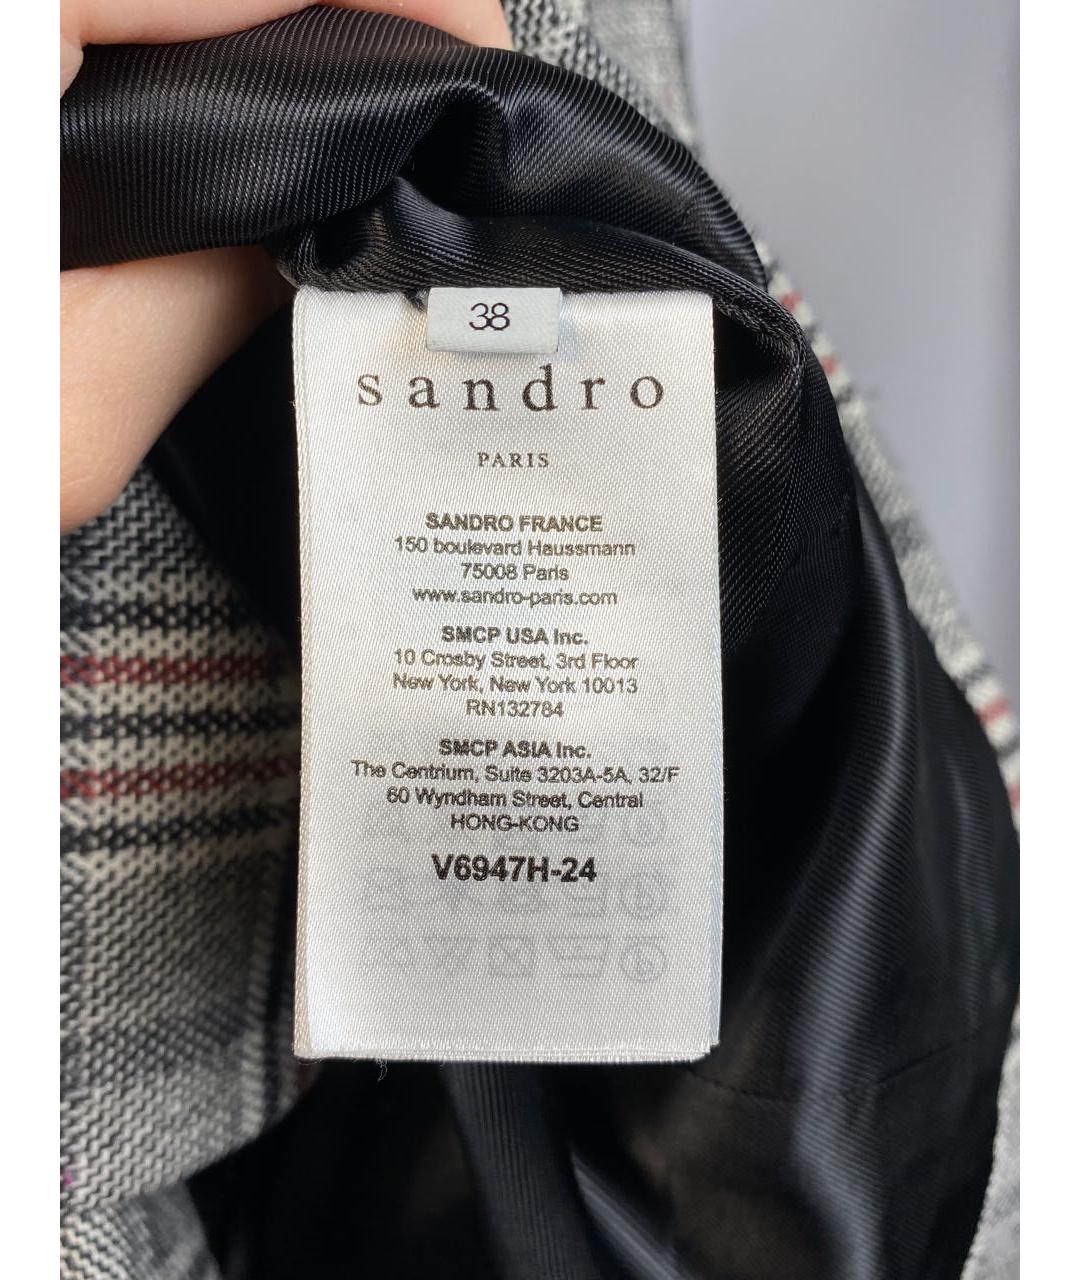 38
sandro
PARIS
SANDRO FRANCE
150 boulevard Haussmann
75008 Paris
www.sandro-paris.com
SMCP USA Inc.
10 Crosby Street, 3rd Floor
New York, New York 10013
RN132784
SMCP ASIA Inc.
The Centrium, Suite 3203A-5A, 32/F
60 Wyndham Street, Central
HONG-KONG
V6947H-24